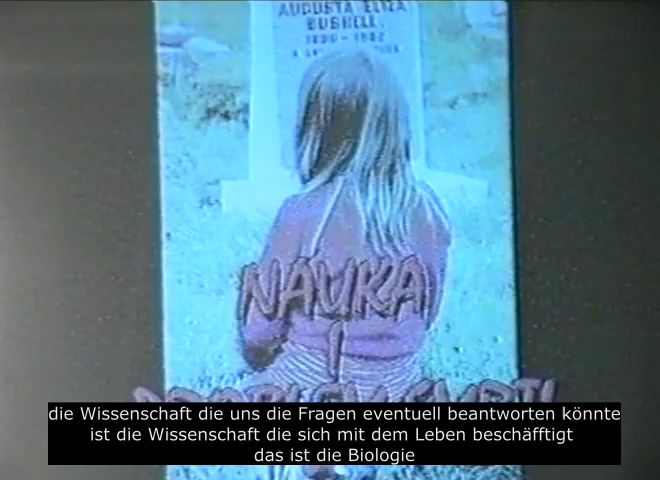 AUGUSTA ELIZA
BUSHELL.
NAUKA
I
die Wissenschaft die uns die Fragen eventuell beantworten könnte
ist die Wissenschaft die sich mit dem Leben beschäfftigt
das ist die Biologie